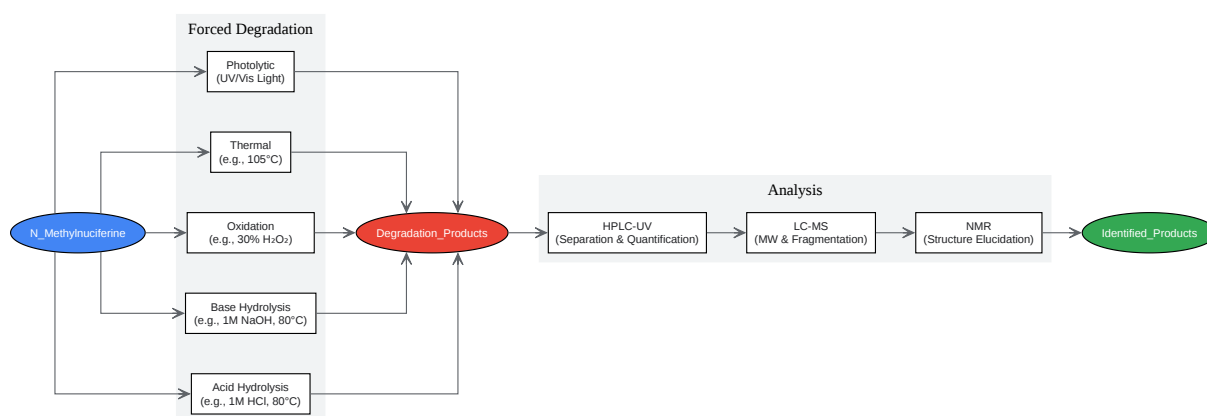 Forced Degradation
Photolytic
(UV/Vis Light)
Thermal
(e.g., 105°C)
N_Methylnuciferine
Oxidation
(e.g., 30% H₂O₂)
Base Hydrolysis
(e.g., 1M NaOH, 80°C)
Acid Hydrolysis
(e.g., 1M HCl, 80°C)
Degradation_Products
Analysis
HPLC-UV
(Separation & Quantification)
LC-MS
(MW & Fragmentation)
NMR
(Structure Elucidation)
Identified_Products